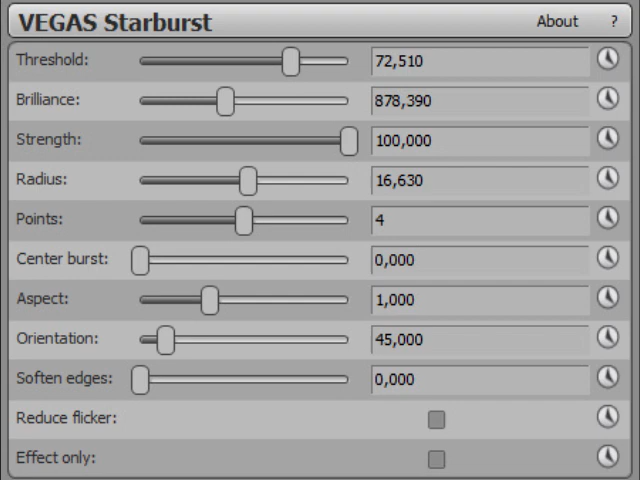 VEGAS Starburst About ?
Threshold: 72,510
Brilliance: 878,390
Strength: 100,000
Radius: 16,630
Points: 4
Center burst: 0,000
Aspect: 1,000
Orientation: 45,000
Soften edges: 0,000
Reduce flicker:
Effect only: